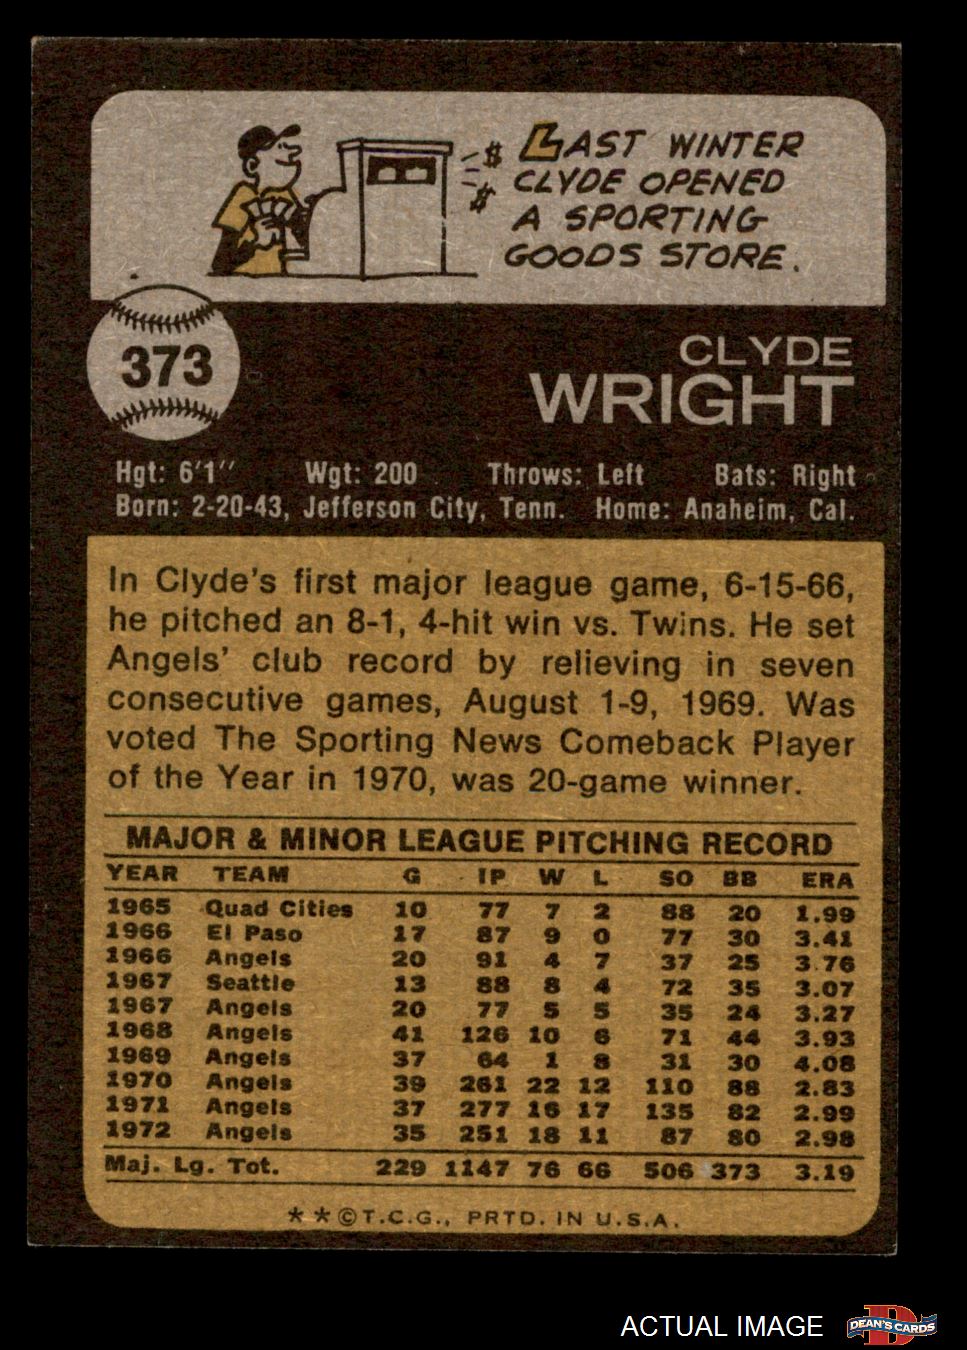 LAST WINTER
CLYDE OPENED
A SPORTING
GOODS STORE.
$
$
373
CLYDE
WRIGHT
Hgt: 6'1" Wgt: 200 Throws: Left Bats: Right
Born: 2-20-43, Jefferson City, Tenn. Home: Anaheim, Cal.
In Clyde's first major league game, 6-15-66,
he pitched an 8-1, 4-hit win vs. Twins. He set
Angels' club record by relieving in seven
consecutive games, August 1-9, 1969. Was
voted The Sporting News Comeback Player
of the Year in 1970, was 20-game winner.
MAJOR & MINOR LEAGUE PITCHING RECORD
YEAR TEAM G IP W L SO BB ERA
1965 Quad Cities 10 77 7 2 88 20 1.99
1966 El Paso 17 87 9 0 77 30 3.41
1966 Angels 20 91 4 7 37 25 3.76
1967 Seattle 13 88 8 4 72 35 3.07
1967 Angels 20 77 5 5 35 24 3.27
1968 Angels 41 126 10 6 71 44 3.93
1969 Angels 37 64 1 8 31 30 4.08
1970 Angels 39 261 22 12 110 88 2.83
1971 Angels 37 277 16 17 135 82 2.99
1972 Angels 35 251 18 11 87 80 2.98
Maj. Lg. Tot. 229 1147 76 66 506 373 3.19
**©T.C.G., PRTD. IN U.S.A.
ACTUAL IMAGE
D
DEAN'S CARDS